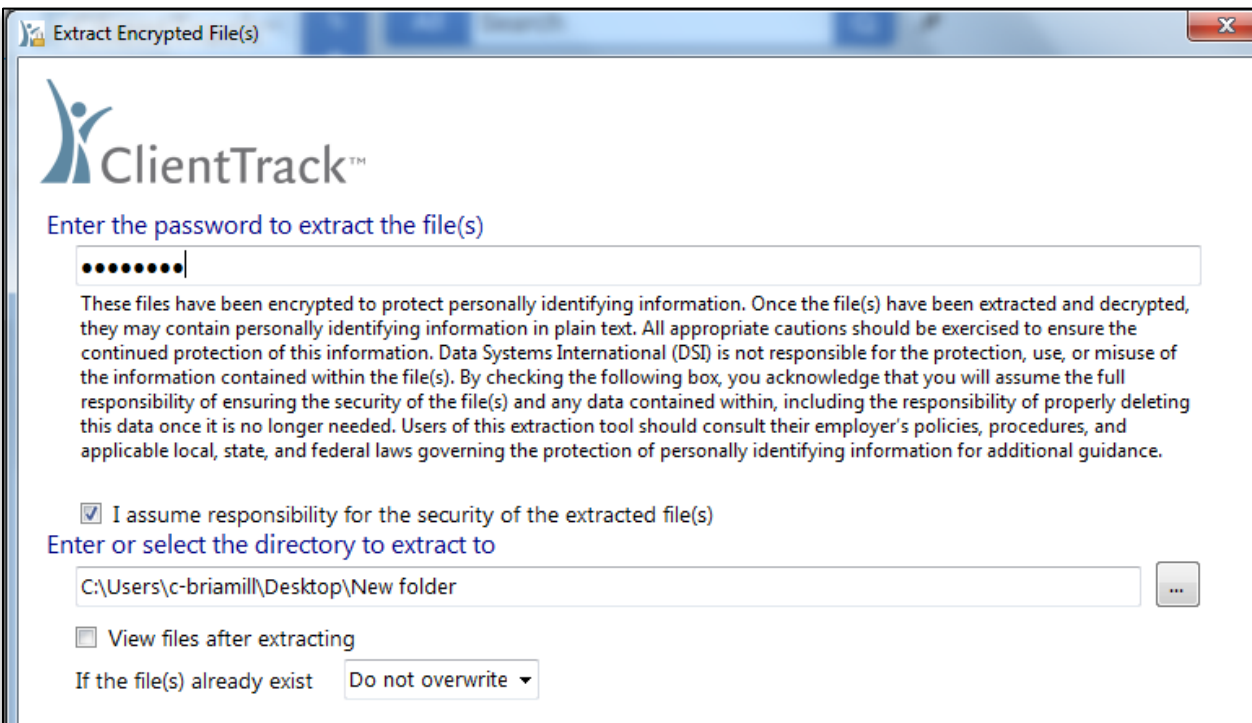 Extract Encrypted File(s)
ClientTrack™
Enter the password to extract the file(s)
••••••••
These files have been encrypted to protect personally identifying information. Once the file(s) have been extracted and decrypted,
they may contain personally identifying information in plain text. All appropriate cautions should be exercised to ensure the
continued protection of this information. Data Systems International (DSI) is not responsible for the protection, use, or misuse of
the information contained within the file(s). By checking the following box, you acknowledge that you will assume the full
responsibility of ensuring the security of the file(s) and any data contained within, including the responsibility of properly deleting
this data once it is no longer needed. Users of this extraction tool should consult their employer's policies, procedures, and
applicable local, state, and federal laws governing the protection of personally identifying information for additional guidance.
I assume responsibility for the security of the extracted file(s)
Enter or select the directory to extract to
C:\Users\c-briamill\Desktop\New folder
...
View files after extracting
If the file(s) already exist Do not overwrite